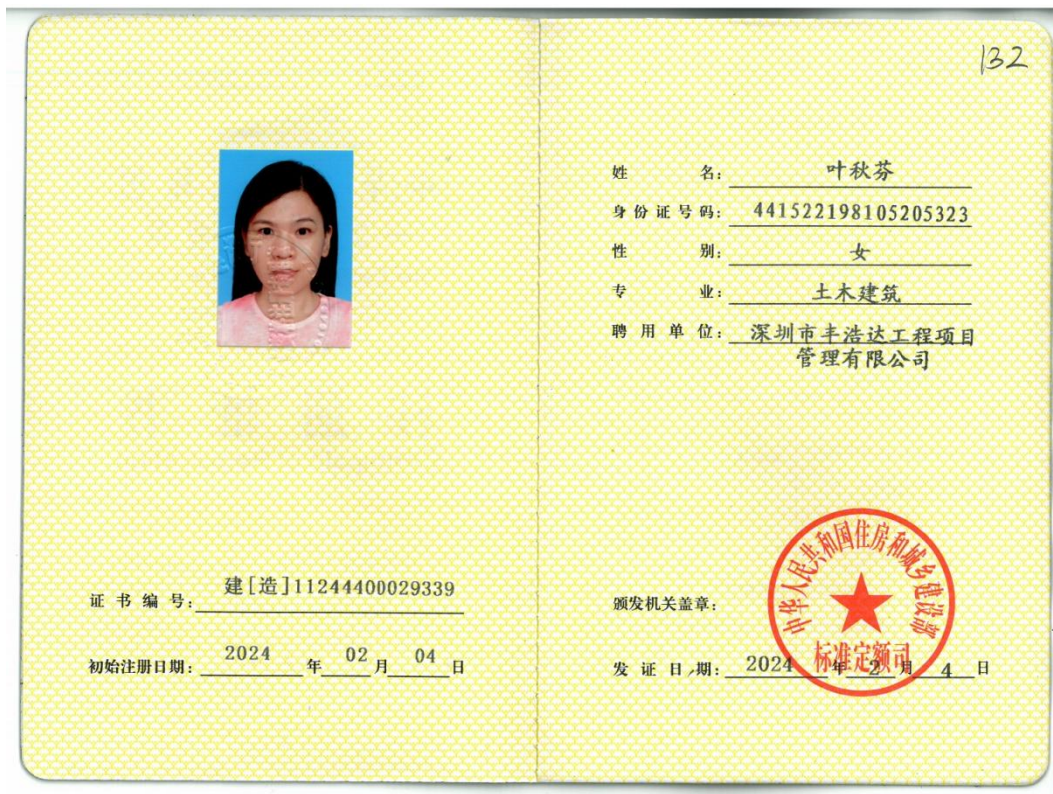 132
姓 名: 叶秋芬
身份证号码: 441522198105205323
性 别: 女
专 业: 土木建筑
聘用单位: 深圳市丰浩达工程项目
管理有限公司
证书编号: 建[造]11244400029339
初始注册日期: 2024 年 02 月 04 日
颁发机关盖章:
中华人民共和国住房和城乡建设部
标准定额司
发证日期: 2024 年 2 月 4 日